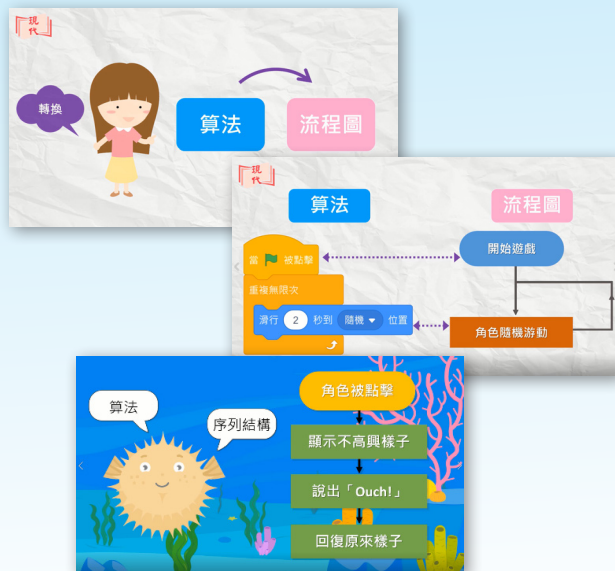 現代
轉換
算法
流程圖
現代
算法
流程圖
當 被點擊
重複無限次
滑行 2 秒到 隨機 位置
開始遊戲
角色隨機游動
算法
序列結構
角色被點擊
顯示不高興樣子
說出「Ouch!」
回復原來樣子